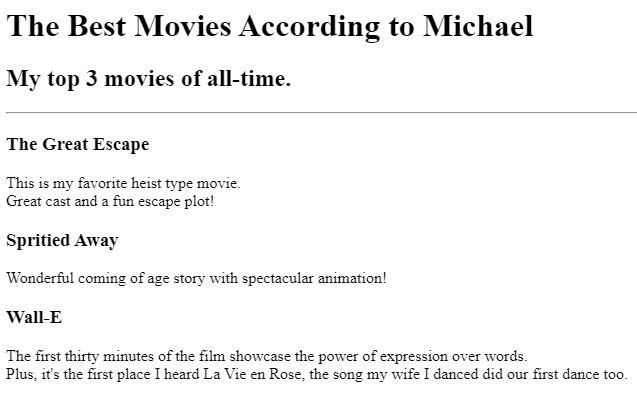 The Best Movies According to Michael
My top 3 movies of all-time.
The Great Escape
This is my favorite heist type movie.
Great cast and a fun escape plot!
Spritied Away
Wonderful coming of age story with spectacular animation!
Wall-E
The first thirty minutes of the film showcase the power of expression over words.
Plus, it's the first place I heard La Vie en Rose, the song my wife I danced did our first dance too.